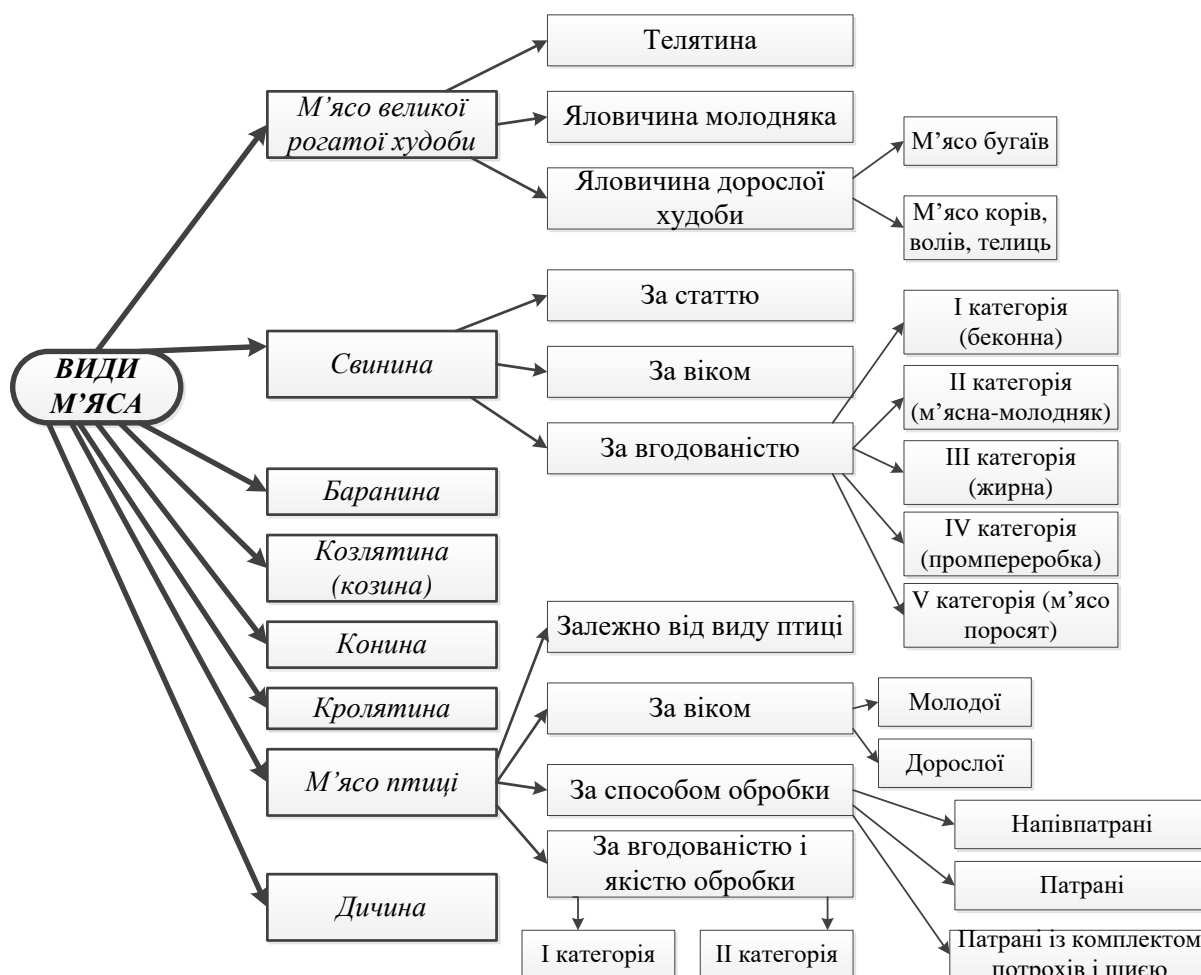 ВИДИ
М’ЯСА
М’ясо великої
рогатої худоби
Телятина
Яловичина молодняка
Яловичина дорослої
худоби
М’ясо бугаїв
М’ясо корів,
волів, телиць
Свинина
За статтю
За віком
За вгодованістю
I категорія
(беконна)
II категорія
(м’ясна-молодняк)
III категорія
(жирна)
IV категорія
(промпереробка)
V категорія (м’ясо
поросят)
Баранина
Козлятина
(козина)
Конина
Кролятина
М’ясо птиці
Залежно від виду птиці
За віком
Молодої
Дорослої
За способом обробки
Напівпатрані
Патрані
Патрані із комплектом
потрохів і шиєю
За вгодованістю і
якістю обробки
I категорія
II категорія
Дичина